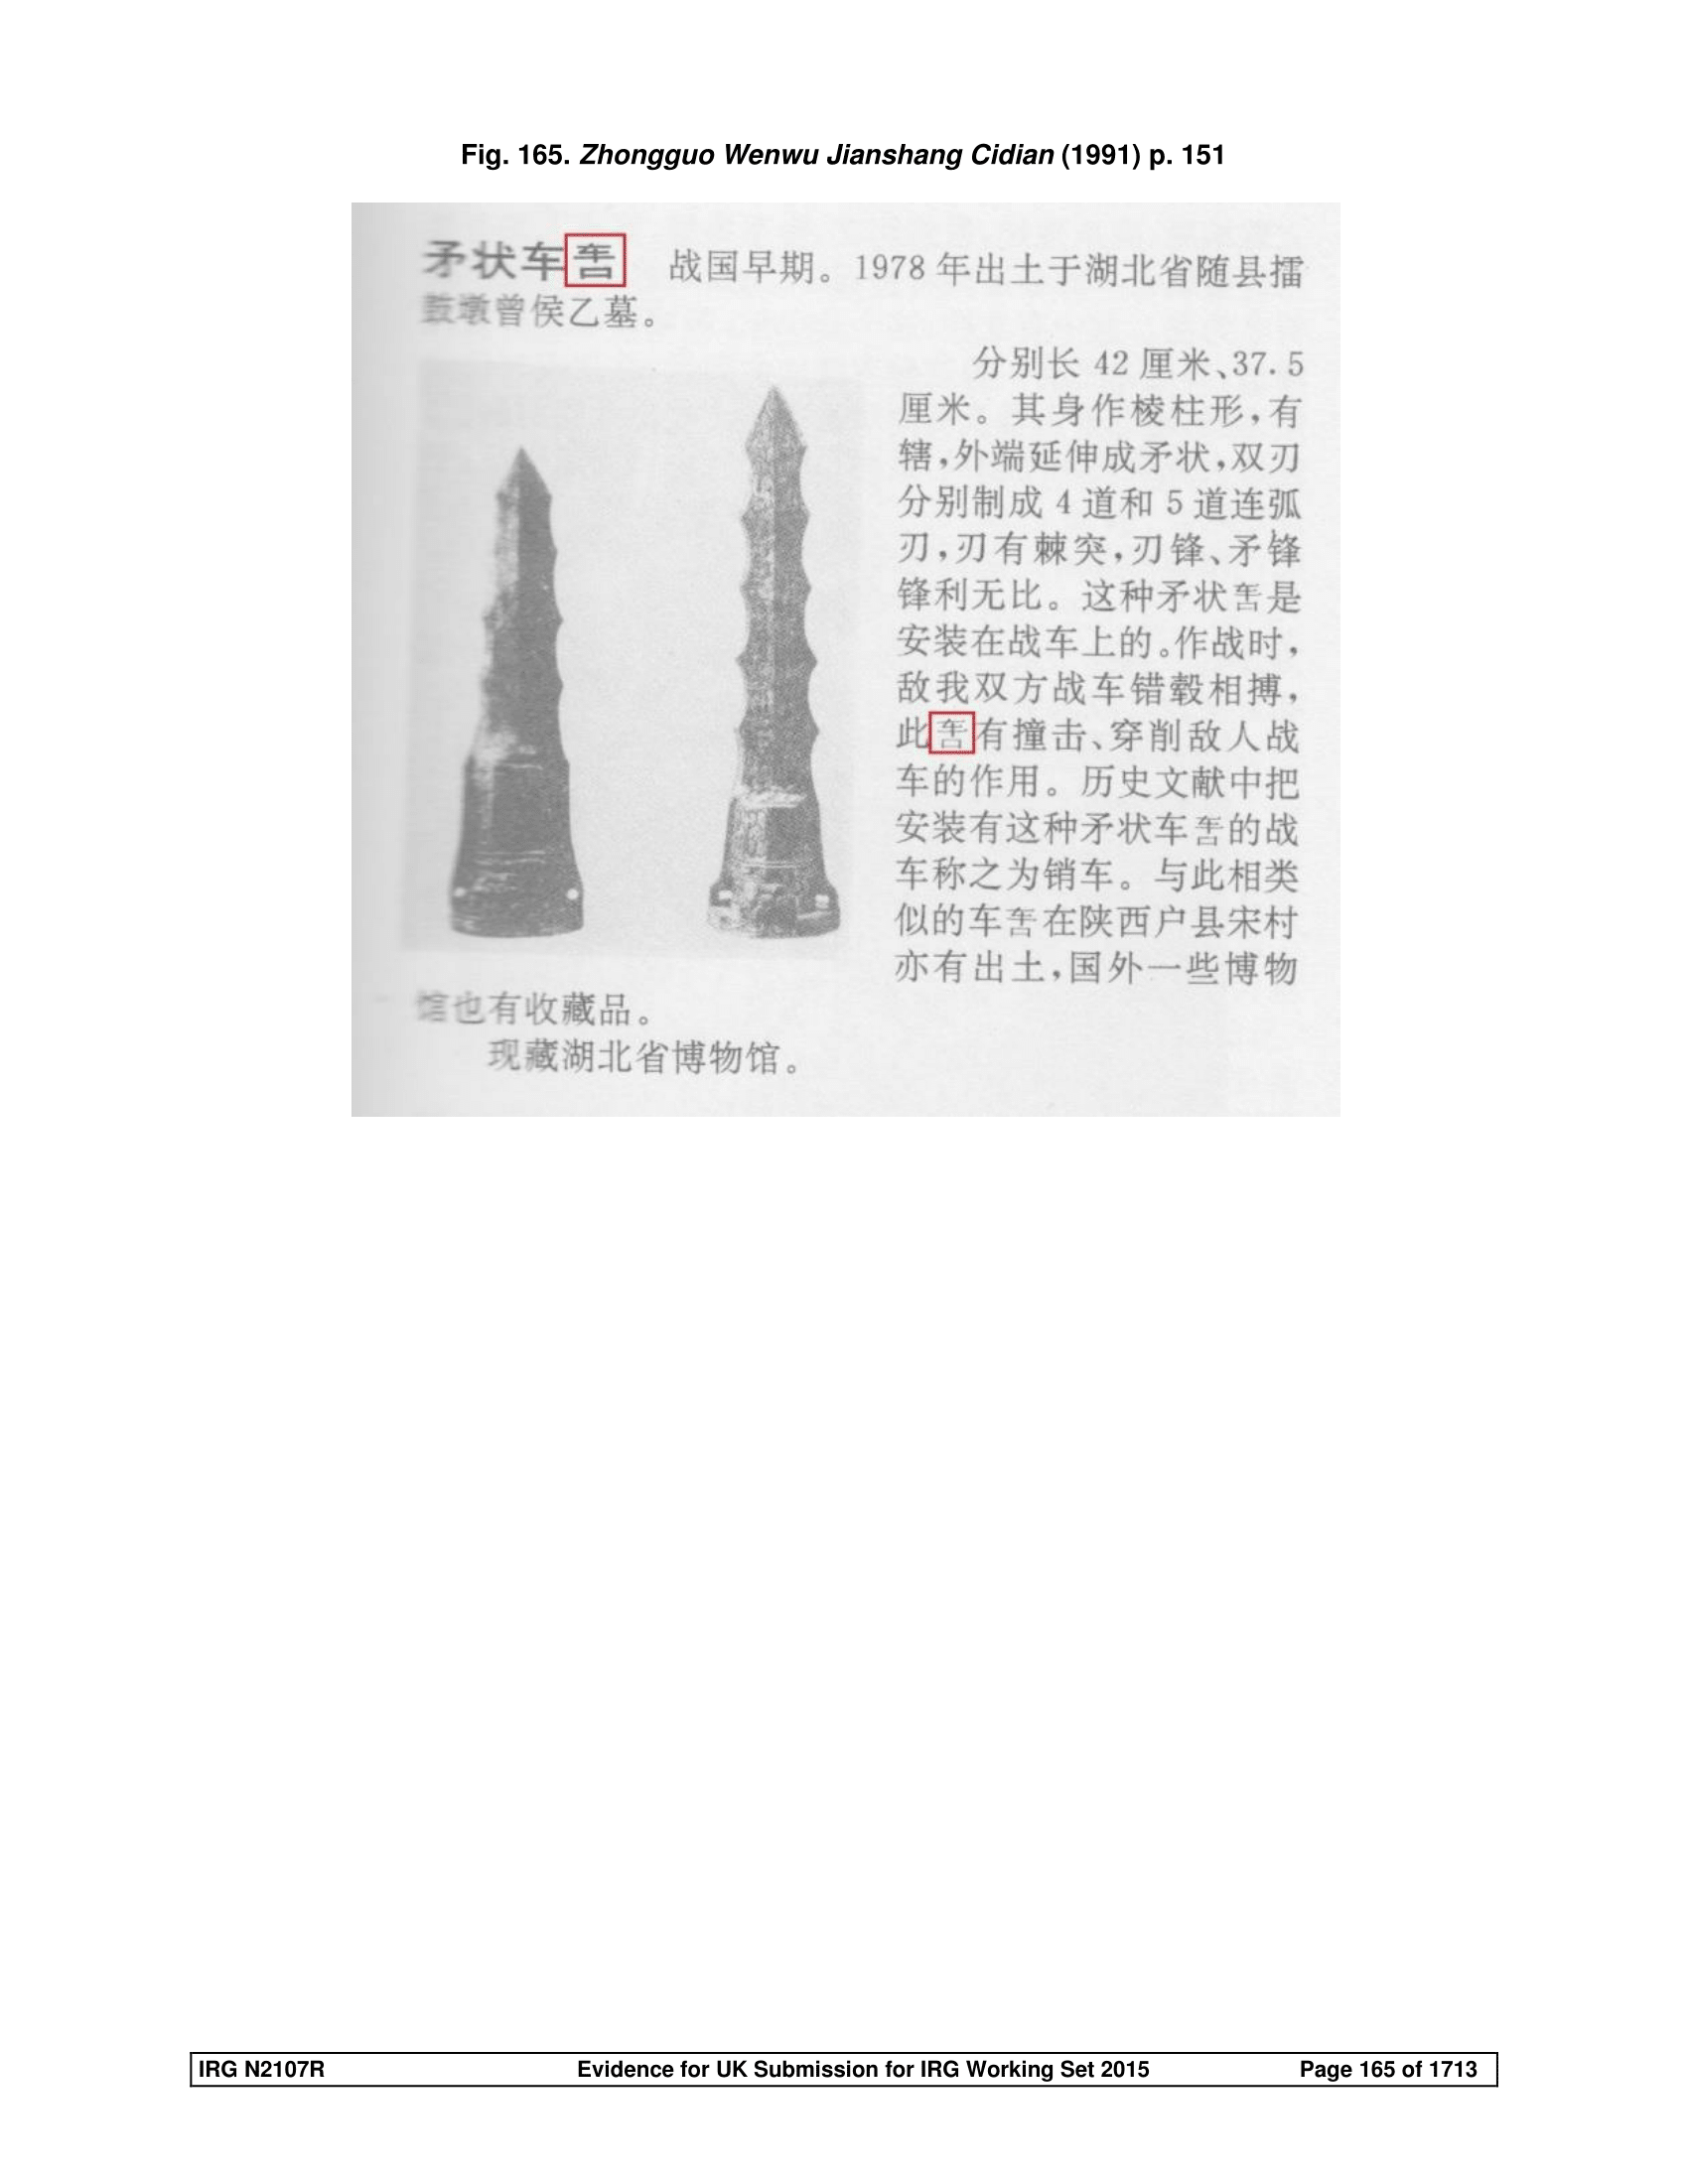 Fig. 165. Zhongguo Wenwu Jianshang Cidian (1991) p. 151
矛状车⿱车口 战国早期。1978 年出土于湖北省随县擂
鼓墩曾侯乙墓。
分别长 42 厘米、37.5
厘米。其身作棱柱形,有
辖,外端延伸成矛状,双刃
分别制成 4 道和 5 道连弧
刃,刃有棘突,刃锋、矛锋
锋利无比。这种矛状⿱车口是
安装在战车上的。作战时,
敌我双方战车错毂相搏,
此⿱车口有撞击、穿削敌人战
车的作用。历史文献中把
安装有这种矛状车⿱车口的战
车称之为销车。与此相类
似的车⿱车口在陕西户县宋村
亦有出土,国外一些博物
馆也有收藏品。
现藏湖北省博物馆。
IRG N2107R Evidence for UK Submission for IRG Working Set 2015 Page 165 of 1713